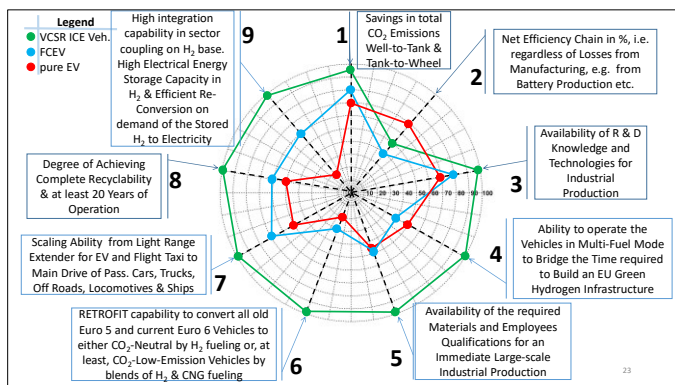 Legend
VCSR ICE Veh.
FCEV
pure EV
High integration
capability in sector
coupling on H₂ base.
High Electrical Energy
Storage Capacity in
H₂ & Efficient Re-
Conversion on
demand of the Stored
H₂ to Electricity
9
1
Savings in total
CO₂ Emissions
Well-to-Tank &
Tank-to-Wheel
2
Net Efficiency Chain in %, i.e.
regardless of Losses from
Manufacturing, e.g. from
Battery Production etc.
Availability of R & D
Knowledge and
Technologies for
Industrial
Production
3
Degree of Achieving
Complete Recyclability
& at least 20 Years of
Operation
8
10 20 30 40 50 60 70 80 90 100
Ability to operate the
Vehicles in Multi-Fuel Mode
to Bridge the Time required
to Build an EU Green
Hydrogen Infrastructure
4
Scaling Ability from Light Range
Extender for EV and Flight Taxi to
Main Drive of Pass. Cars, Trucks,
Off Roads, Locomotives & Ships
7
RETROFIT capability to convert all old
Euro 5 and current Euro 6 Vehicles to
either CO₂-Neutral by H₂ fueling or, at
least, CO₂-Low-Emission Vehicles by
blends of H₂ & CNG fueling
6
5
Availability of the required
Materials and Employees
Qualifications for an
Immediate Large-scale
Industrial Production
23